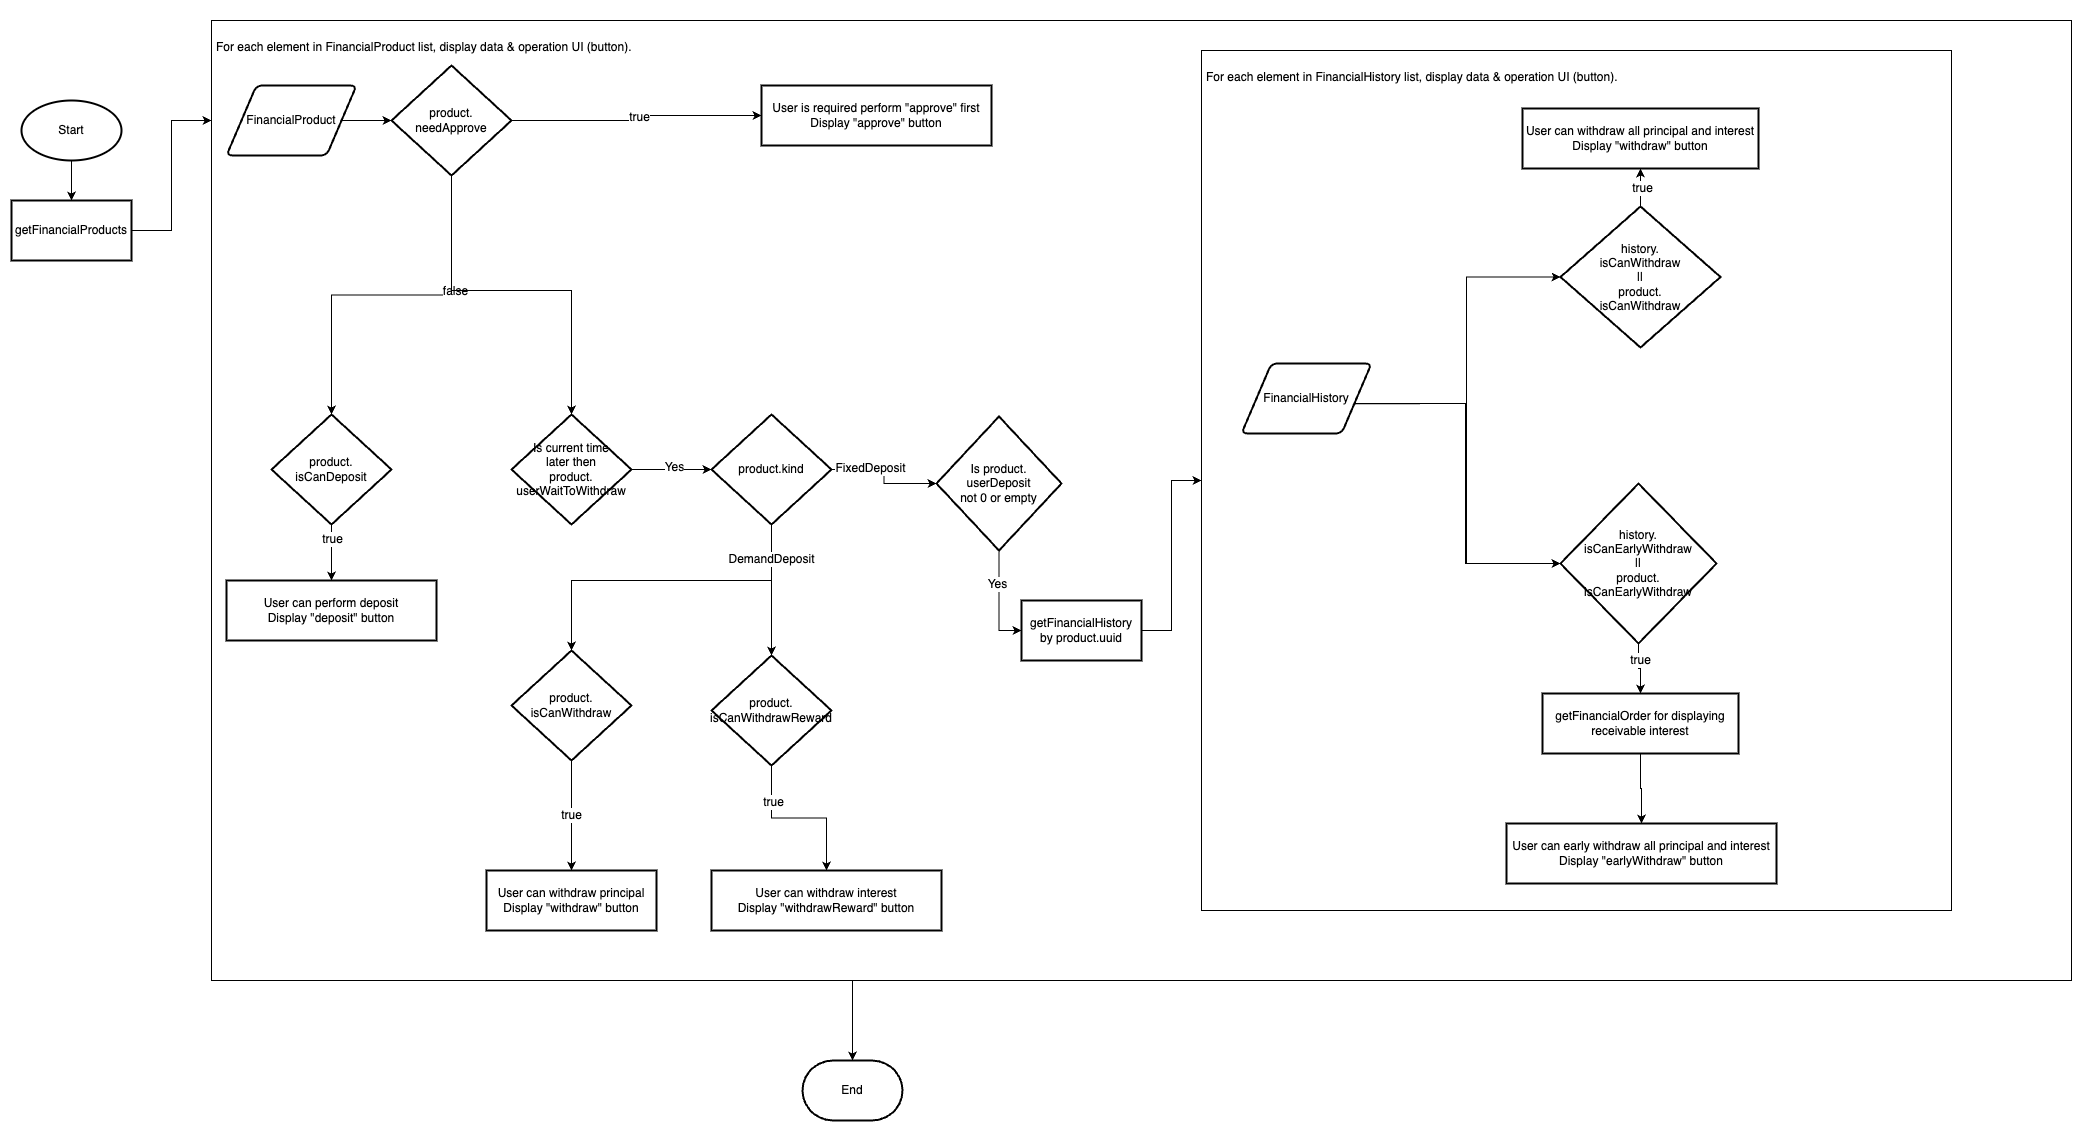 For each element in FinancialProduct list, display data & operation UI (button).
Start
getFinancialProducts
FinancialProduct
product.
needApprove
true
User is required perform "approve" first
Display "approve" button
false
product.
isCanDeposit
true
User can perform deposit
Display "deposit" button
Is current time
later then
product.
userWaitToWithdraw
Yes
product.kind
FixedDeposit
Is product.
userDeposit
not 0 or empty
Yes
getFinancialHistory
by product.uuid
DemandDeposit
product.
isCanWithdraw
true
User can withdraw principal
Display "withdraw" button
product.
isCanWithdrawReward
true
User can withdraw interest
Display "withdrawReward" button
For each element in FinancialHistory list, display data & operation UI (button).
FinancialHistory
history.
isCanWithdraw
||
product.
isCanWithdraw
true
User can withdraw all principal and interest
Display "withdraw" button
history.
isCanEarlyWithdraw
||
product.
isCanEarlyWithdraw
true
getFinancialOrder for displaying
receivable interest
User can early withdraw all principal and interest
Display "earlyWithdraw" button
End